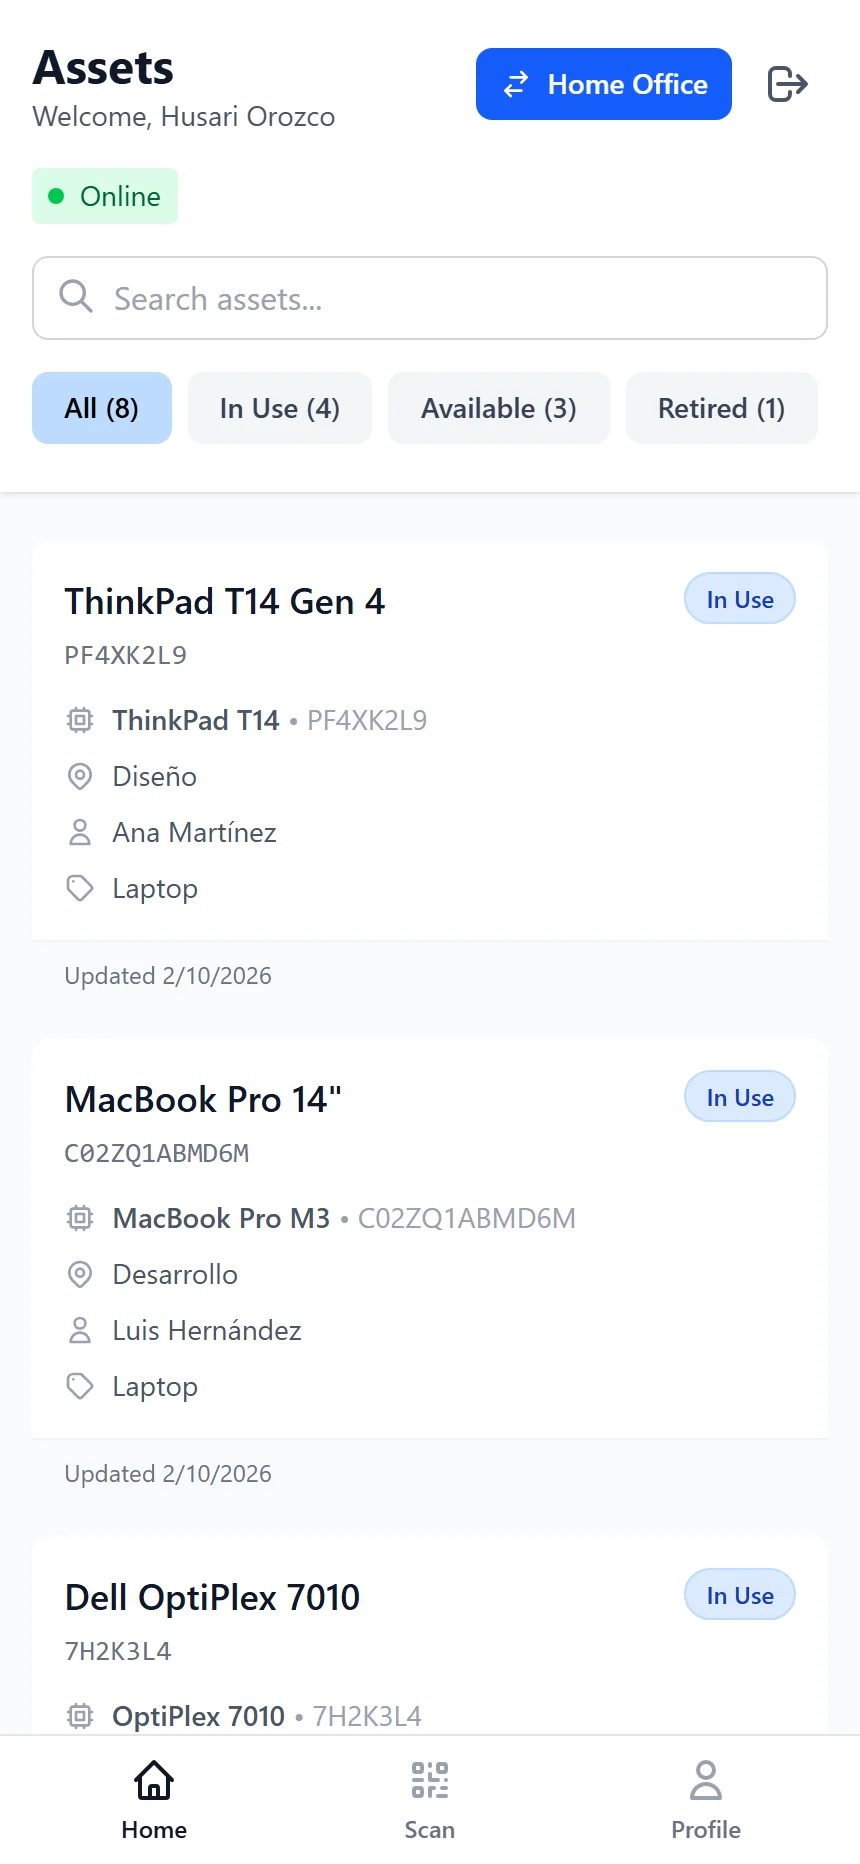 Assets
Welcome, Husari Orozco
Home Office
Online
Search assets...
All (8)
In Use (4)
Available (3)
Retired (1)
ThinkPad T14 Gen 4
In Use
PF4XK2L9
ThinkPad T14 • PF4XK2L9
Diseño
Ana Martínez
Laptop
Updated 2/10/2026
MacBook Pro 14"
In Use
C02ZQ1ABMD6M
MacBook Pro M3 • C02ZQ1ABMD6M
Desarrollo
Luis Hernández
Laptop
Updated 2/10/2026
Dell OptiPlex 7010
In Use
7H2K3L4
OptiPlex 7010 • 7H2K3L4
Home
Scan
Profile